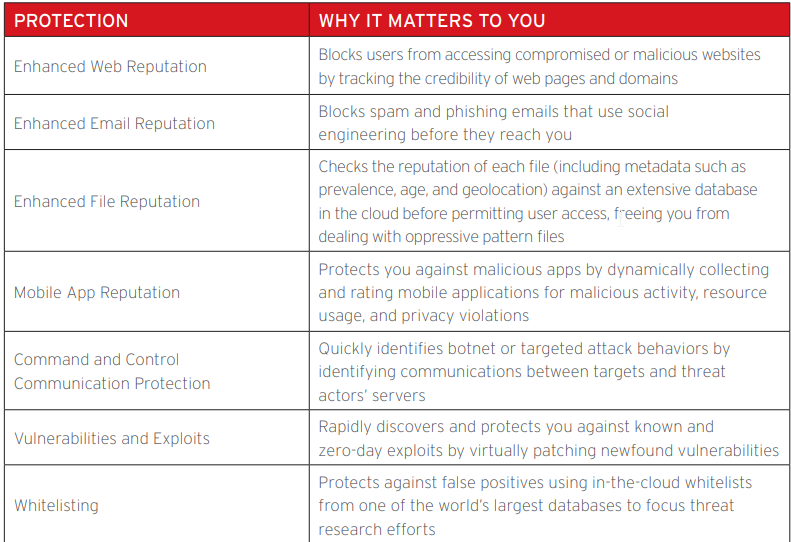 PROTECTION
WHY IT MATTERS TO YOU
Enhanced Web Reputation
Blocks users from accessing compromised or malicious websites
by tracking the credibility of web pages and domains
Enhanced Email Reputation
Blocks spam and phishing emails that use social
engineering before they reach you
Enhanced File Reputation
Checks the reputation of each file (including metadata such as
prevalence, age, and geolocation) against an extensive database
in the cloud before permitting user access, freeing you from
dealing with oppressive pattern files
Mobile App Reputation
Protects you against malicious apps by dynamically collecting
and rating mobile applications for malicious activity, resource
usage, and privacy violations
Command and Control
Communication Protection
Quickly identifies botnet or targeted attack behaviors by
identifying communications between targets and threat
actors' servers
Vulnerabilities and Exploits
Rapidly discovers and protects you against known and
zero-day exploits by virtually patching newfound vulnerabilities
Whitelisting
Protects against false positives using in-the-cloud whitelists
from one of the world's largest databases to focus threat
research efforts